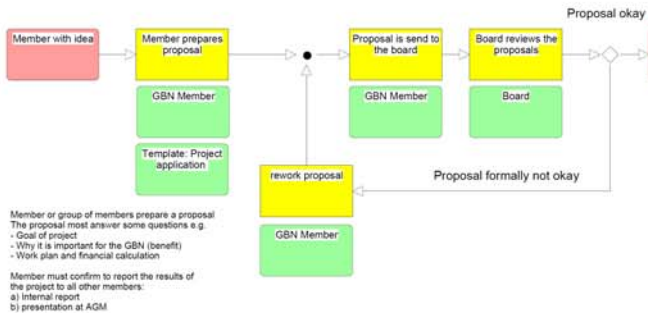 Proposal okay
Member with idea
Member prepares
proposal
Proposal is send to
the board
Board reviews the
proposals
GBN Member
GBN Member
Board
Template: Project
application
rework proposal
Proposal formally not okay
GBN Member
Member or group of members prepare a proposal
The proposal most answer some questions e.g.
- Goal of project
- Why it is important for the GBN (benefit)
- Work plan and financial calculation
Member must confirm to report the results of
the project to all other members:
a) Internal report
b) presentation at AGM